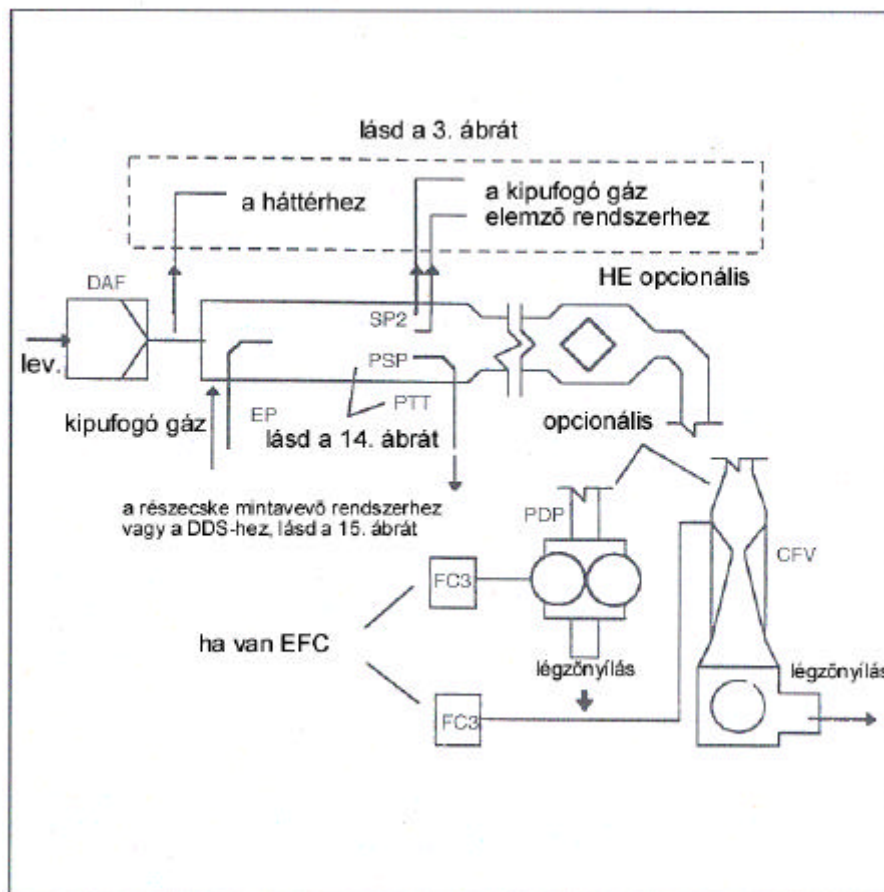 lásd a 3. ábrát
a háttérhez
a kipufogó gáz
elemző rendszerhez
DAF
HE opcionális
SP2
lev.
PSP
PTT
EP
kipufogó gáz
lásd a 14. ábrát
opcionális
a részecske mintavevő rendszerhez
vagy a DDS-hez, lásd a 15. ábrát
PDP
CFV
FC3
ha van EFC
légzőnyílás
légzőnyílás
FC3